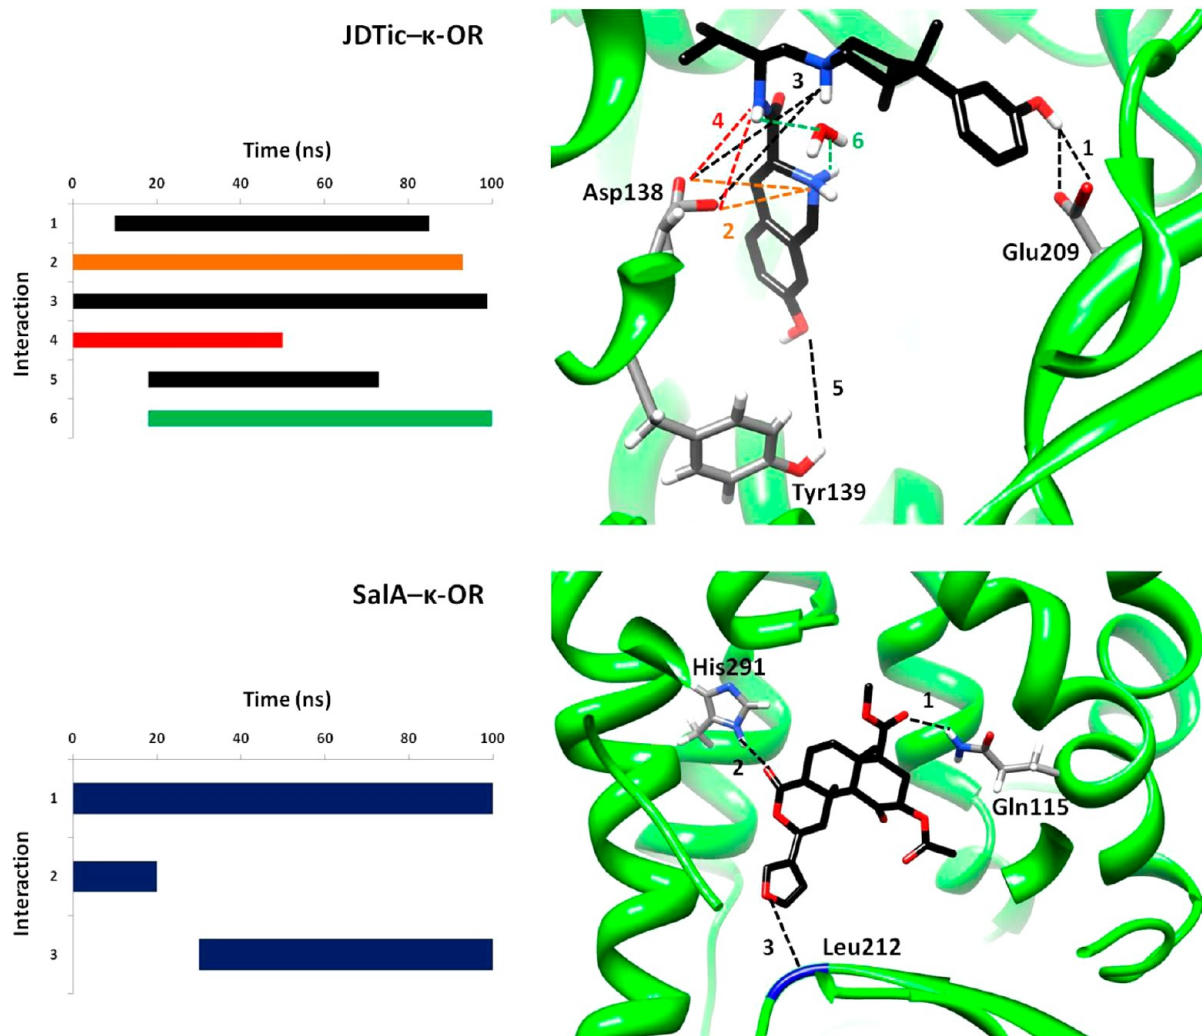 JDTic–κ-OR
Time (ns)
0 20 40 60 80 100
Interaction
1
2
3
4
5
6
3
4
6
1
Asp138
2
Glu209
5
Tyr139
SalA–κ-OR
Time (ns)
0 20 40 60 80 100
Interaction
1
2
3
His291
1
2
Gln115
3
Leu212